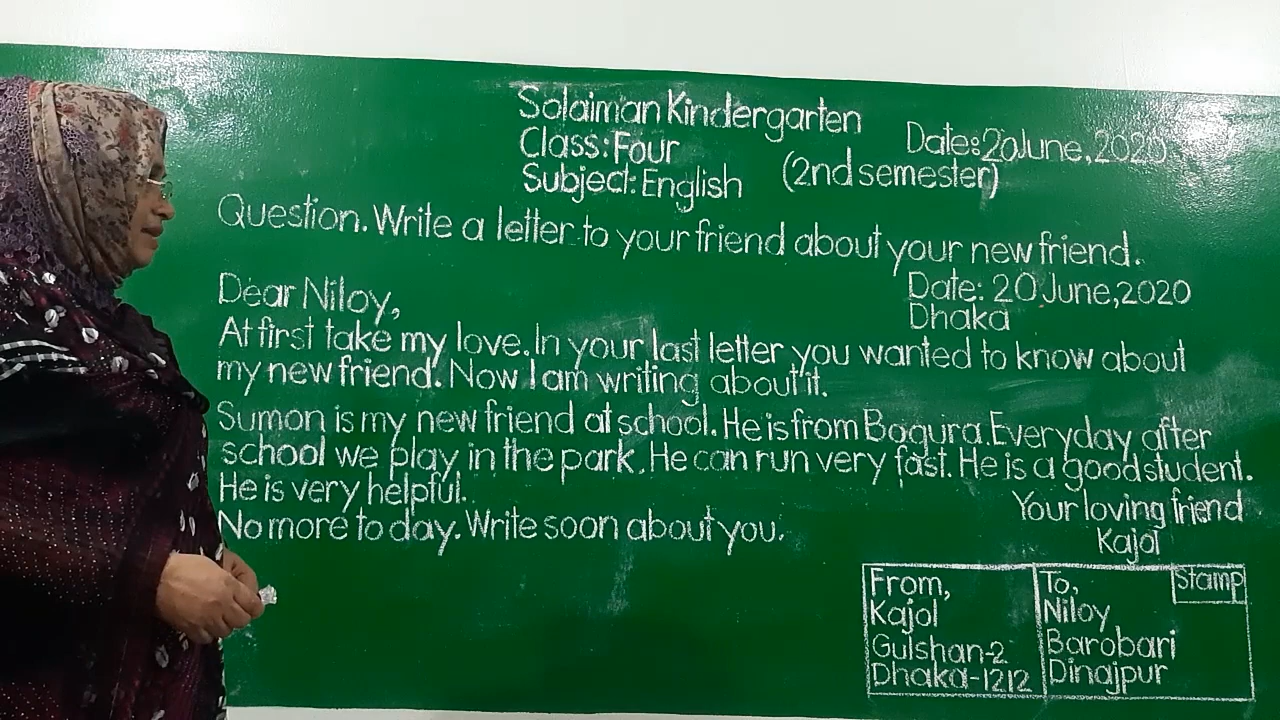 Solaiman Kindergarten
Class: Four
Date: 20 June, 2020
Subject: English (2nd semester)
Question. Write a letter to your friend about your new friend.
Date: 20 June, 2020
Dhaka
Dear Niloy,
At first take my love. In your last letter you wanted to know about
my new friend. Now I am writing about it.
Sumon is my new friend at school. He is from Bogura. Everyday after
school we play in the park. He can run very fast. He is a good student.
He is very helpful.
No more to day. Write soon about you.
Your loving friend
Kajol
From,
Kajol
Gulshan-2
Dhaka-1212
To,
Niloy
Barobari
Dinajpur
Stamp